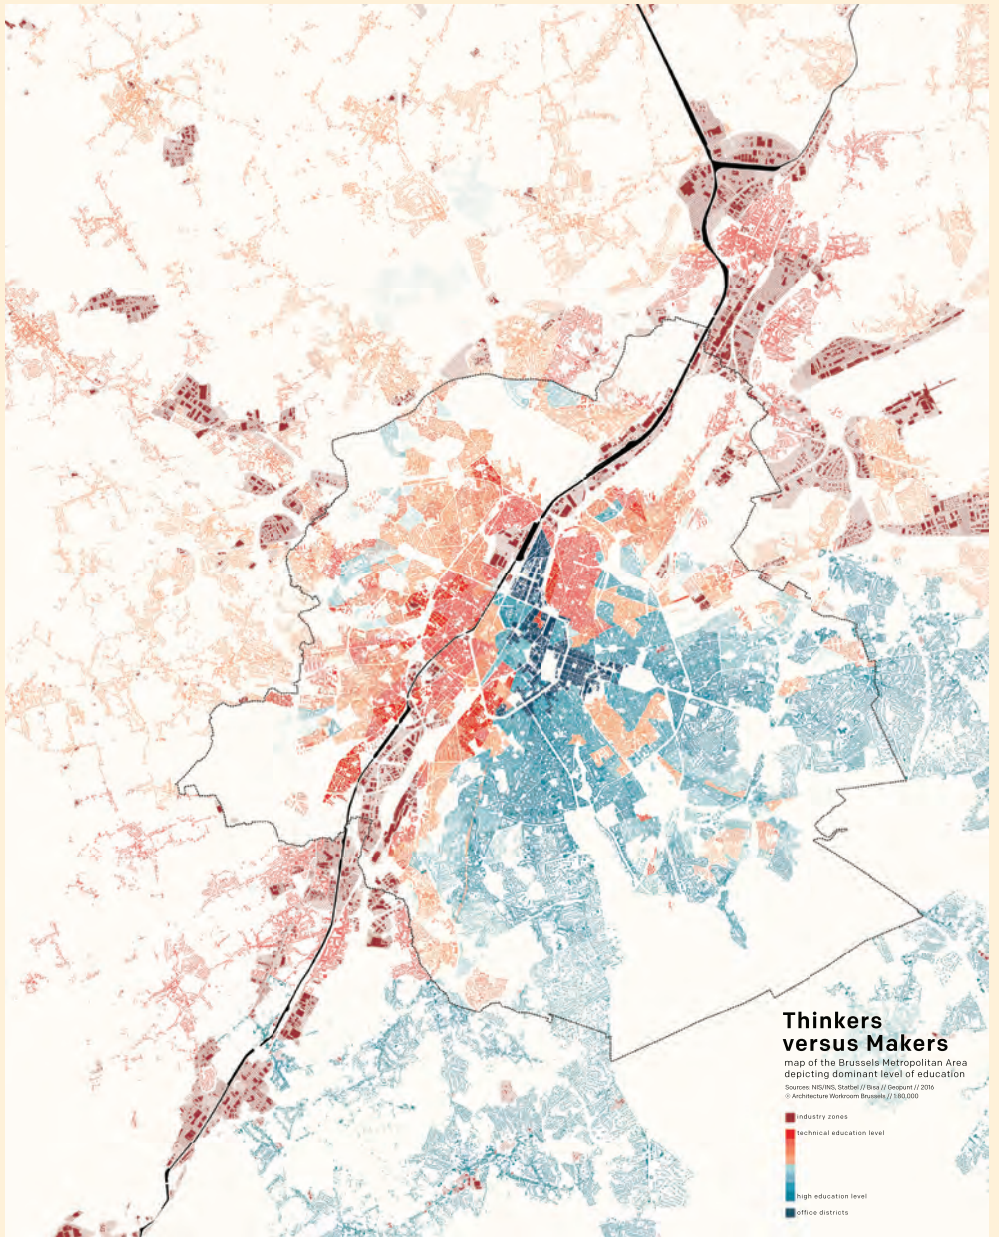 Thinkers
versus Makers
map of the Brussels Metropolitan Area
depicting dominant level of education
Sources: NIS/INS, Statbel // Bisa // Geopunt // 2016
© Architecture Workroom Brussels // 1:80,000
industry zones
technical education level
high education level
office districts